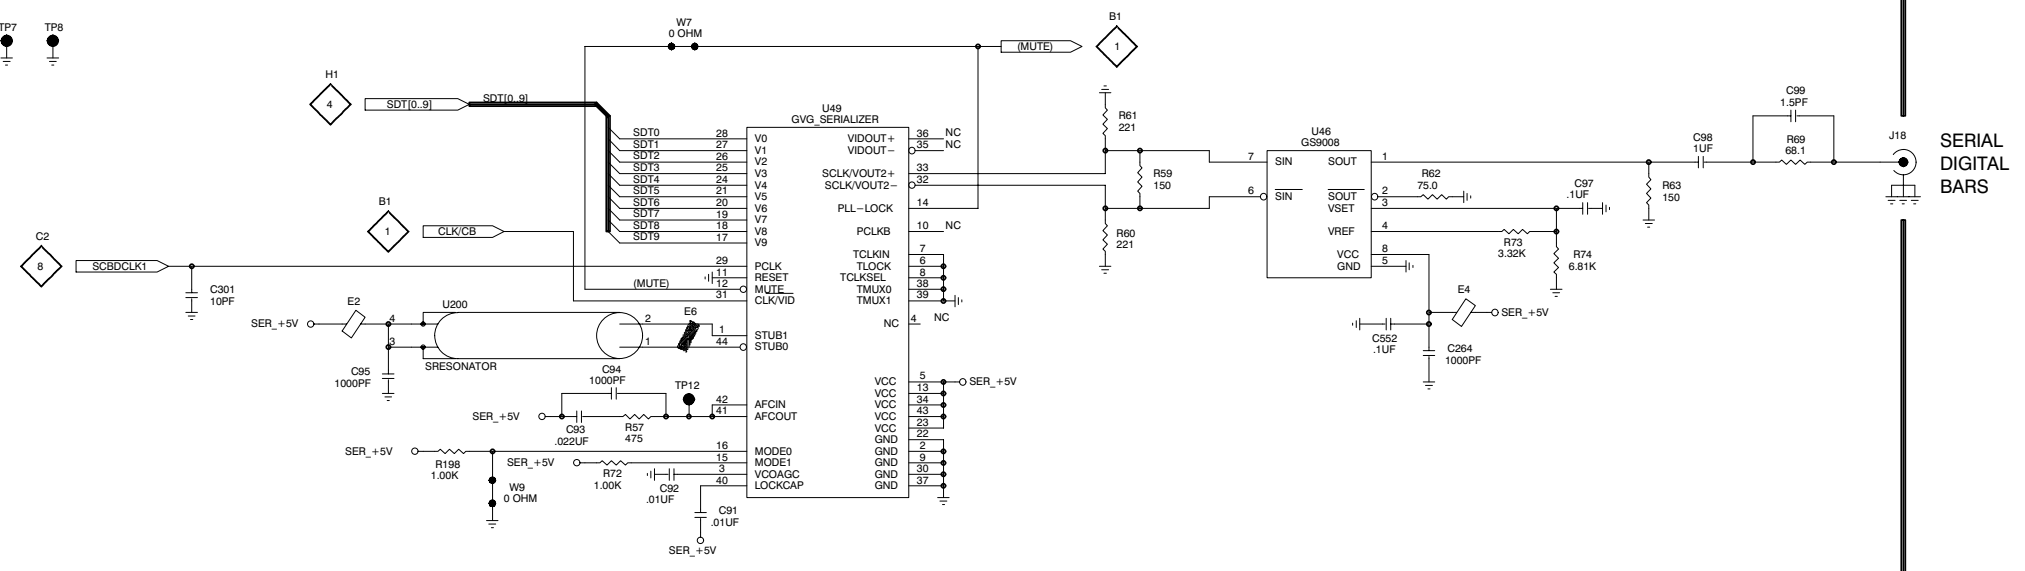 TP7
TP8
W7
0 OHM
(MUTE)
B1
1
H1
4
SDT[0..9]
SDT[0..9]
U49
GVG_SERIALIZER
SDT0 28 V0
SDT1 27 V1
SDT2 26 V2
SDT3 25 V3
SDT4 24 V4
SDT5 21 V5
SDT6 20 V6
SDT7 19 V7
SDT8 18 V8
SDT9 17 V9
29 PCLK
11 RESET
(MUTE) 12 MUTE
31 CLK/VID
1 STUB1
44 STUB0
42 AFCIN
41 AFCOUT
16 MODE0
15 MODE1
3 VCOAGC
40 LOCKCAP
VIDOUT+ 36 NC
VIDOUT− 35 NC
SCLK/VOUT2+ 33
SCLK/VOUT2− 32
PLL−LOCK 14
PCLKB 10 NC
TCLKIN 7
TLOCK 6
TCLKSEL 8
TMUX0 38
TMUX1 39
NC 4 NC
VCC 5 SER_+5V
VCC 13
VCC 34
VCC 43
VCC 23
GND 22
GND 2
GND 9
GND 30
GND 37
B1
1
CLK/CB
C2
8
SCBDCLK1
C301
10PF
SER_+5V
E2
U200
4
3
2
1
SRESONATOR
E6
C95
1000PF
C94
1000PF
TP12
SER_+5V
C93
.022UF
R57
475
SER_+5V
R198
1.00K
SER_+5V
R72
1.00K
W9
0 OHM
C92
.01UF
C91
.01UF
SER_+5V
R61
221
R59
150
R60
221
U46
GS9008
7 SIN
6 SIN
SOUT 1
SOUT 2
VSET 3
VREF 4
VCC 8
GND 5
R62
75.0
C97
.1UF
R73
3.32K
R74
6.81K
E4
SER_+5V
C552
.1UF
C264
1000PF
R63
150
C98
1UF
C99
1.5PF
R69
68.1
J18
SERIAL
DIGITAL
BARS